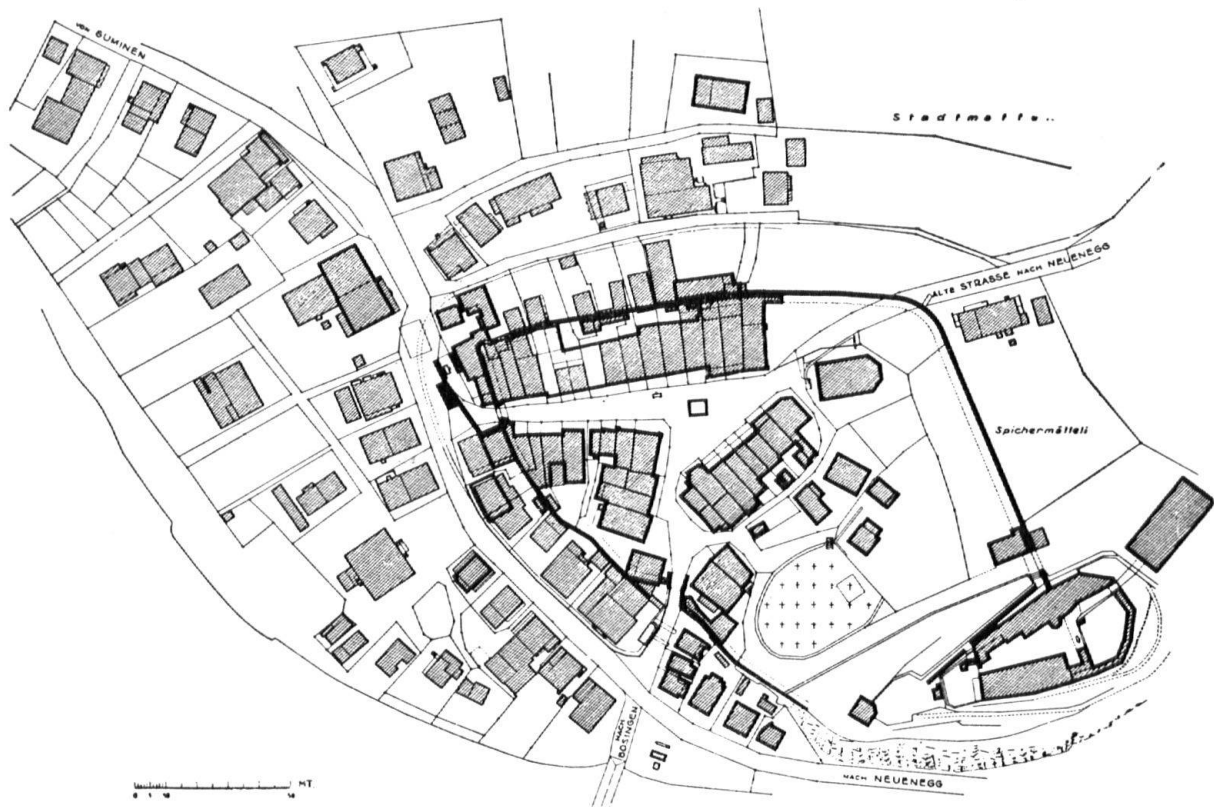 VON GUMINEN
Stadtmatte..
ALTE STRASSE NACH NEUENEGG
Spichermätteli
NACH
BÖSINGEN
NACH NEUENEGG
MT.